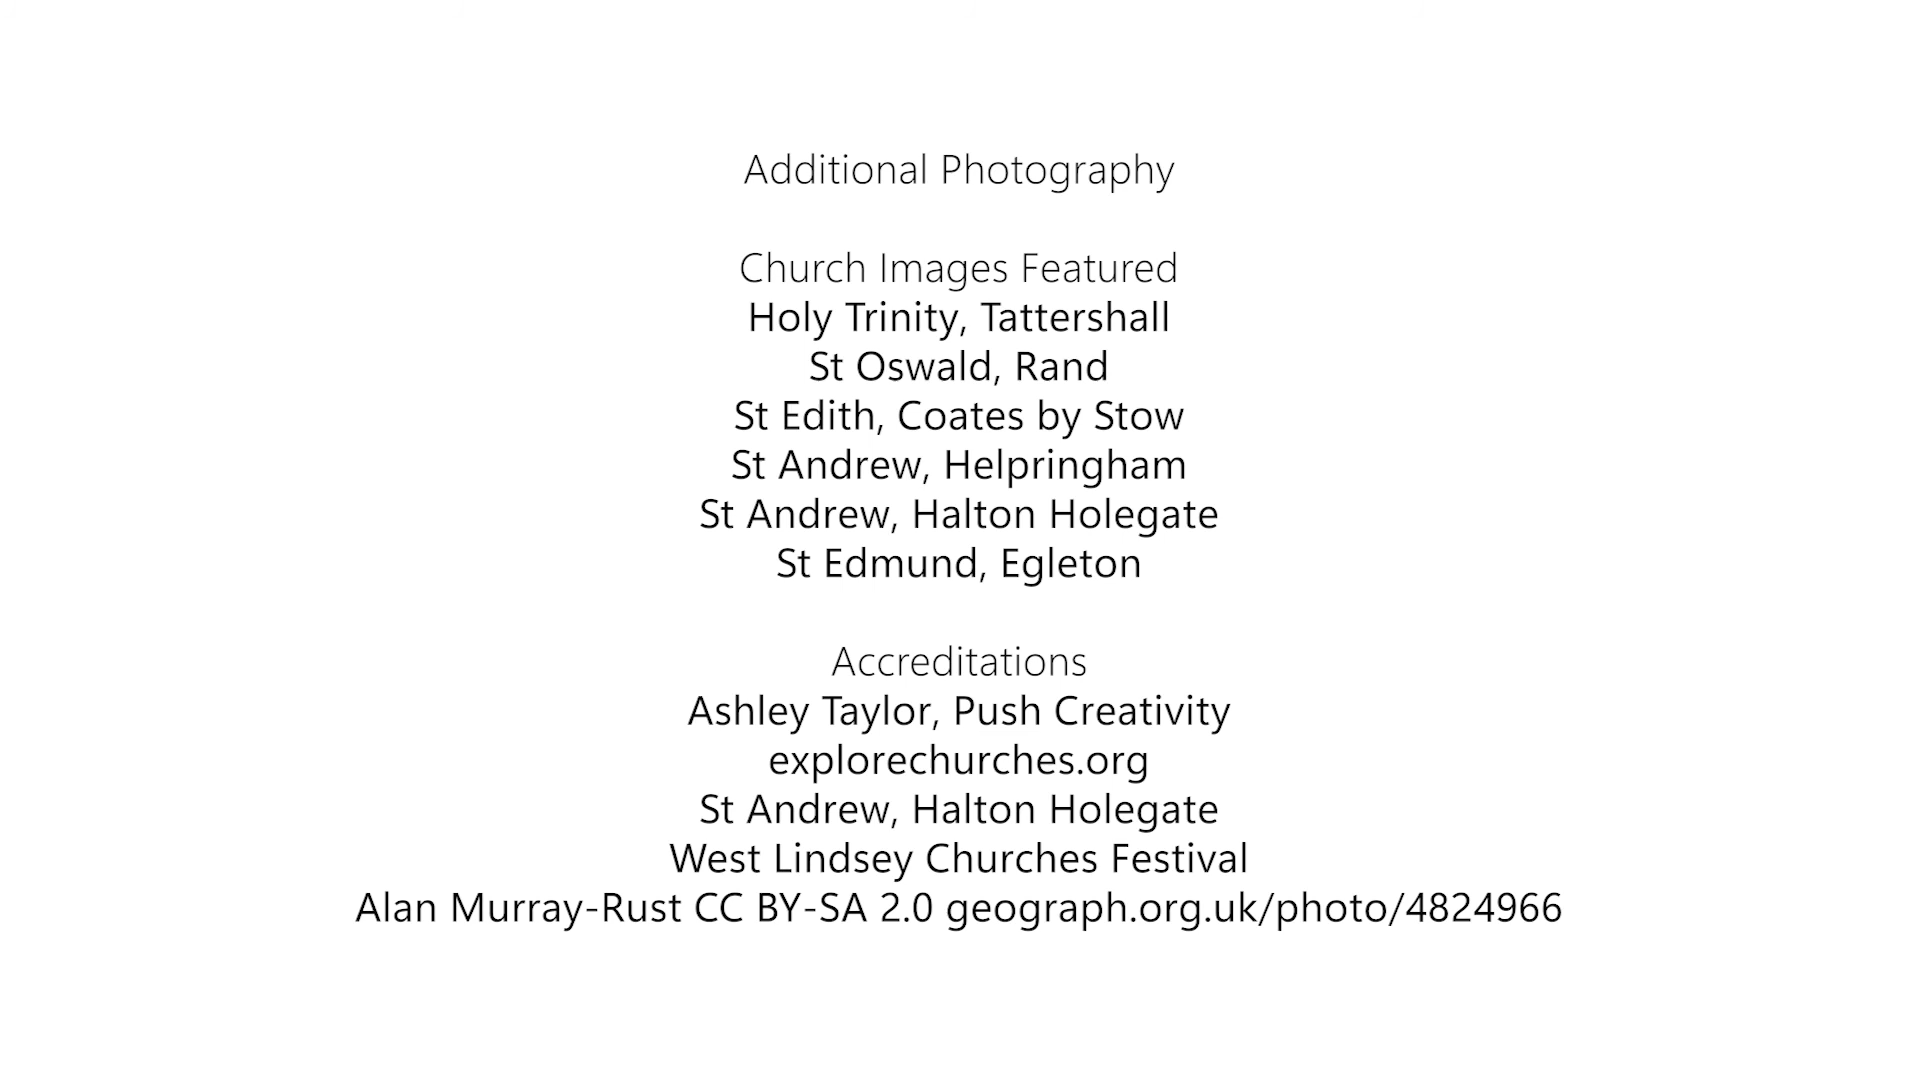 Additional Photography
Church Images Featured
Holy Trinity, Tattershall
St Oswald, Rand
St Edith, Coates by Stow
St Andrew, Helpringham
St Andrew, Halton Holegate
St Edmund, Egleton
Accreditations
Ashley Taylor, Push Creativity
explorechurches.org
St Andrew, Halton Holegate
West Lindsey Churches Festival
Alan Murray-Rust CC BY-SA 2.0 geograph.org.uk/photo/4824966